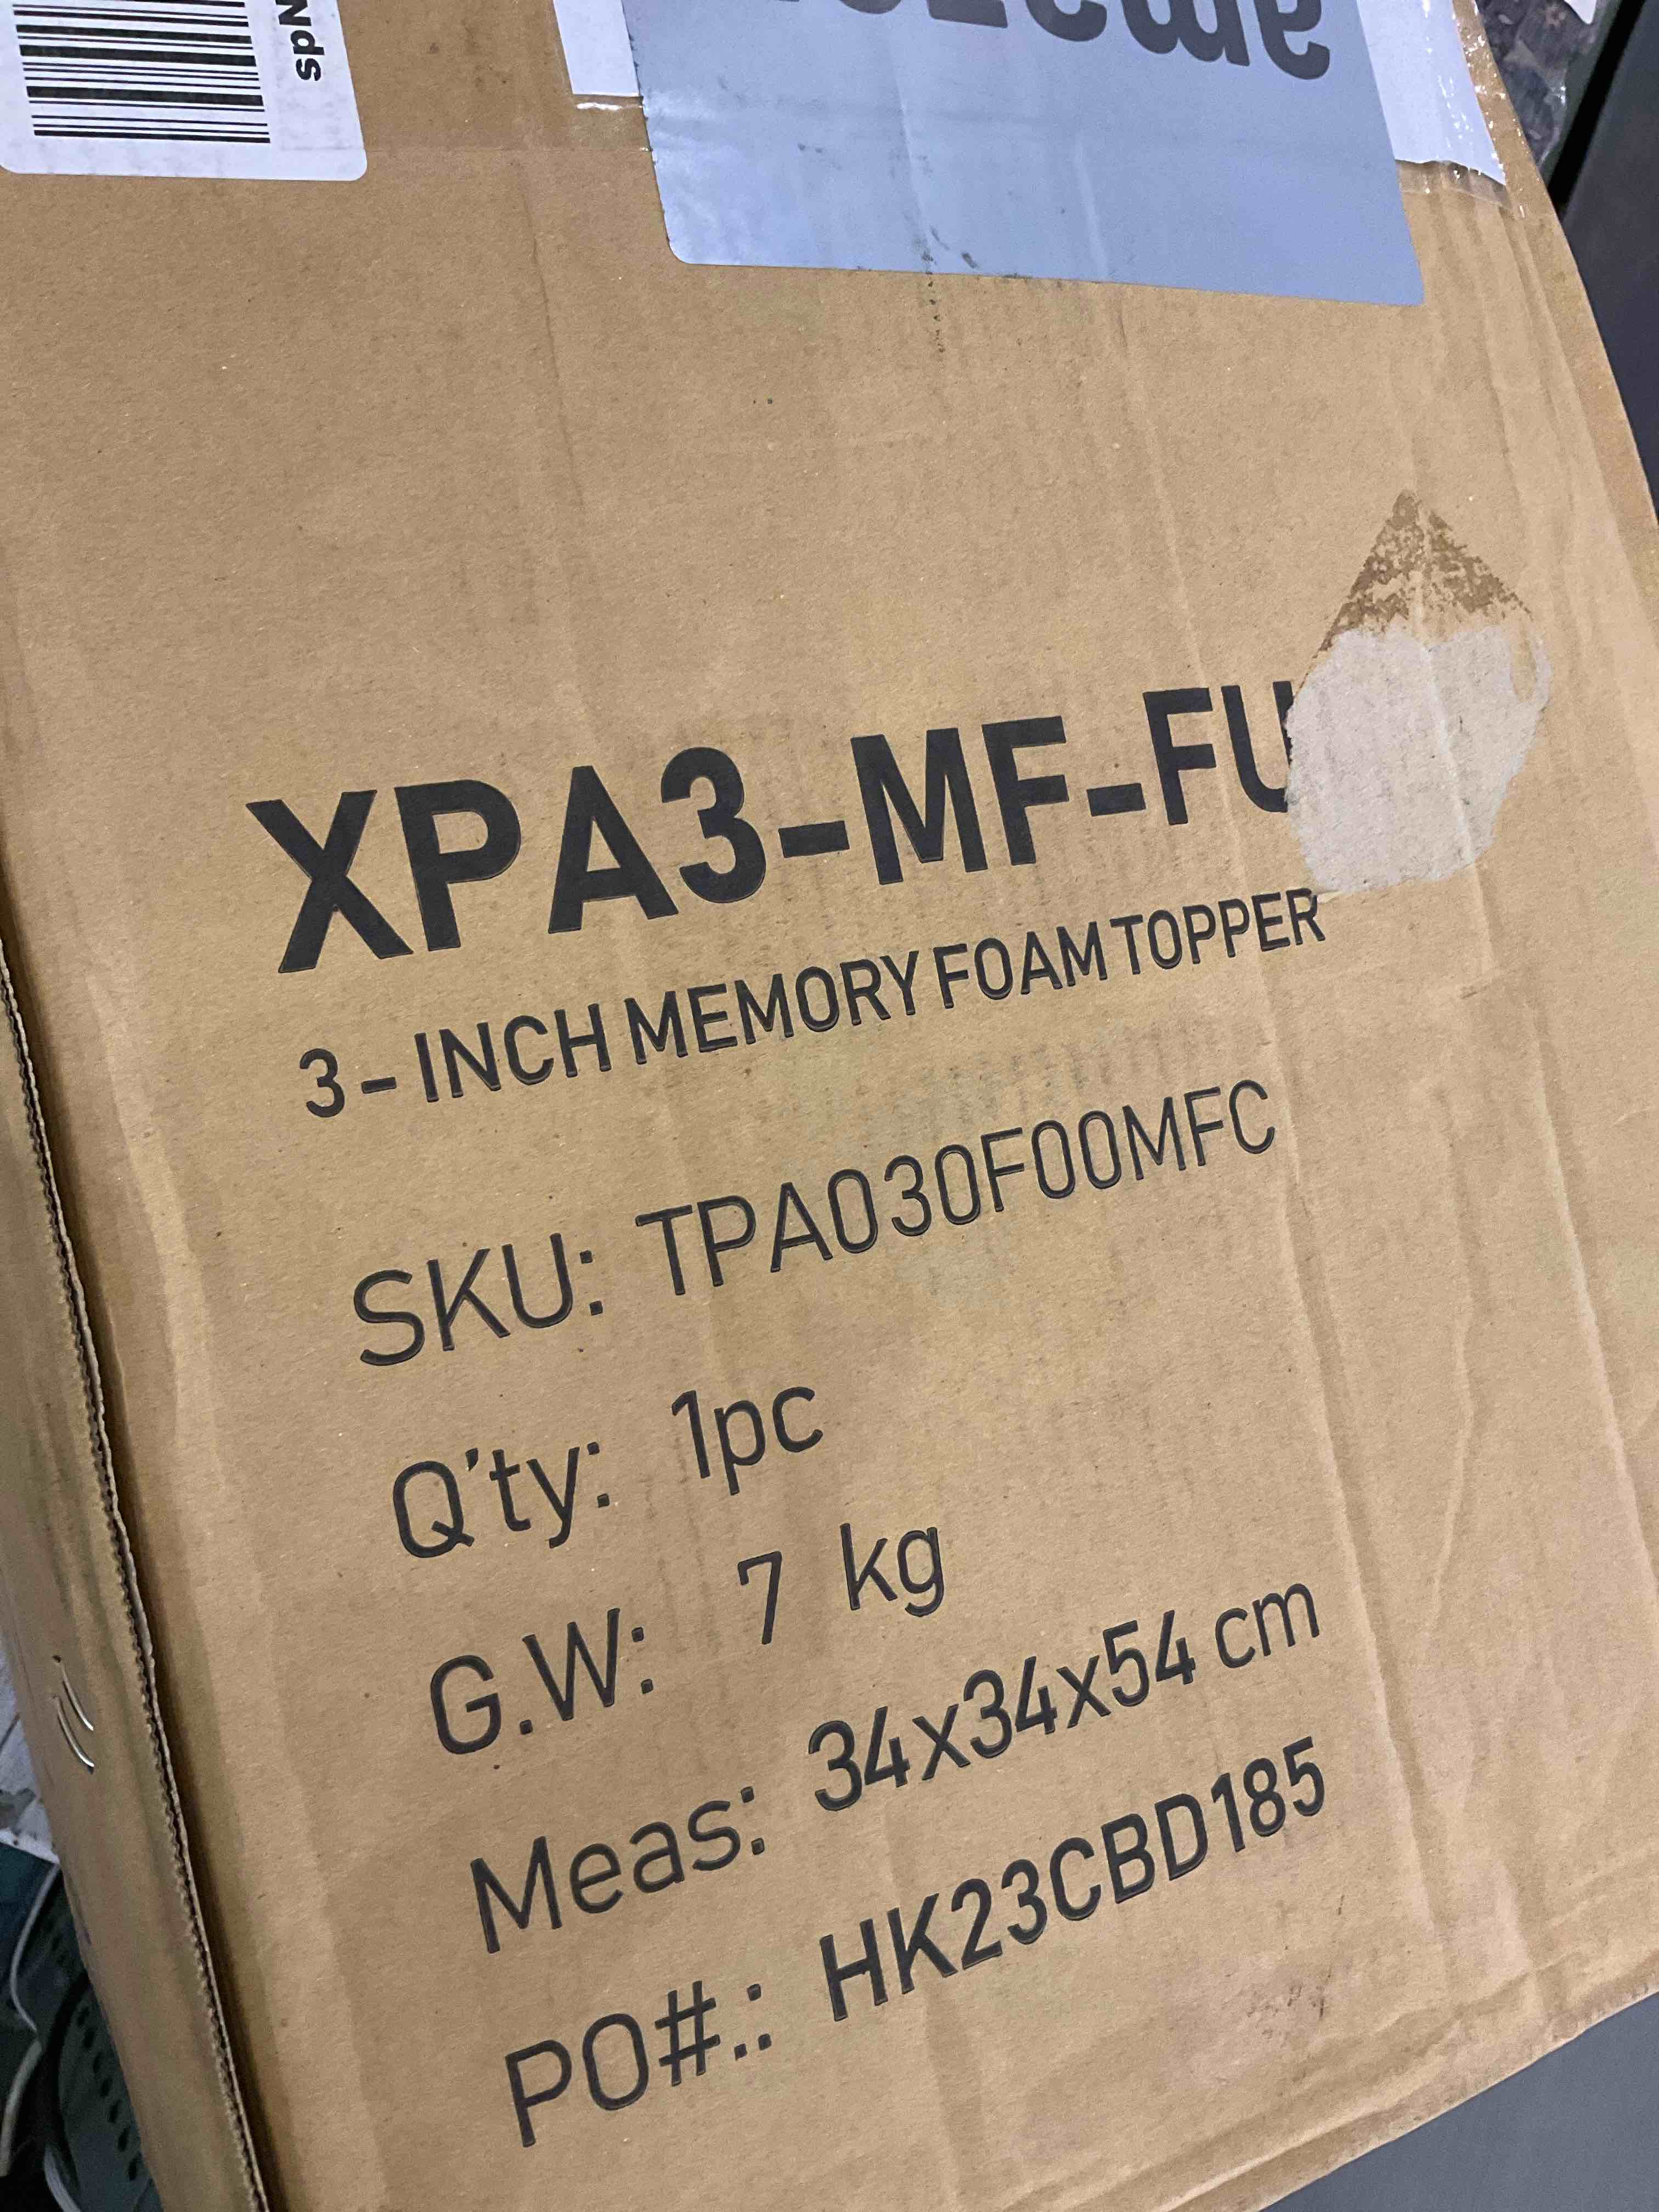 spN
XPA3-MF-FU
3-INCH MEMORY FOAM TOPPER
SKU: TPA030F00MFC
Q'ty: 1pc
G.W: 7 kg
Meas: 34x34x54 cm
PO#.: HK23CBD185